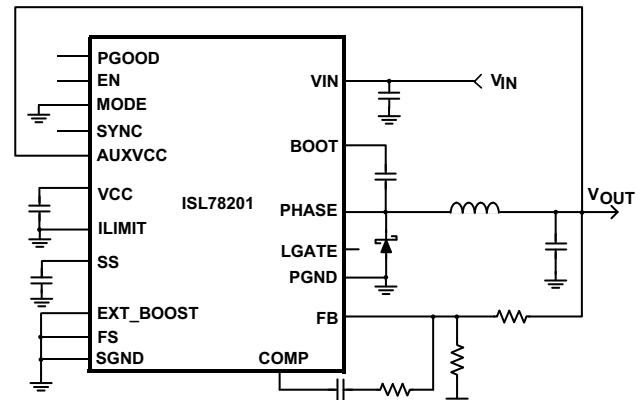 PGOOD
EN
MODE
SYNC
AUXVCC
VCC
ILIMIT
SS
EXT_BOOST
FS
SGND
ISL78201
VIN
BOOT
PHASE
LGATE
PGND
FB
COMP
VIN
VOUT